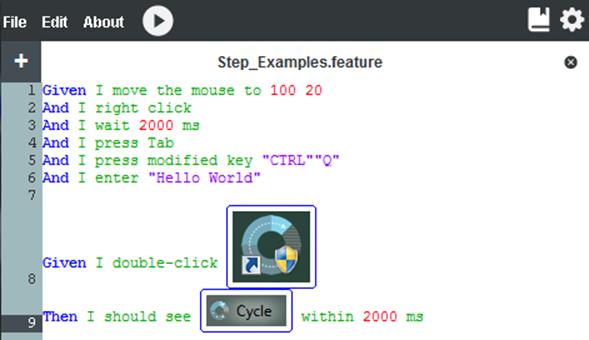 File Edit About
+ Step_Examples.feature
1 Given I move the mouse to 100 20
2 And I right click
3 And I wait 2000 ms
4 And I press Tab
5 And I press modified key "CTRL""Q"
6 And I enter "Hello World"
7
8 Given I double-click
9 Then I should see Cycle within 2000 ms